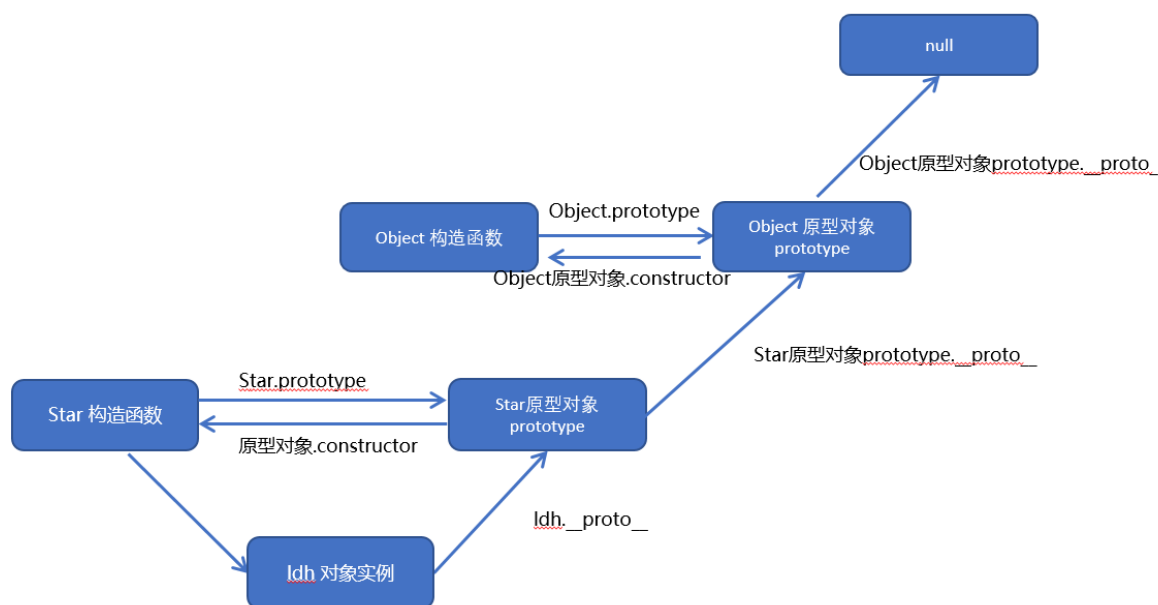 null
Object原型对象prototype.__proto_
Object.prototype
Object 构造函数
Object 原型对象
prototype
Object原型对象.constructor
Star原型对象prototype.__proto__
Star.prototype
Star 构造函数
Star原型对象
prototype
原型对象.constructor
ldh.__proto__
ldh 对象实例